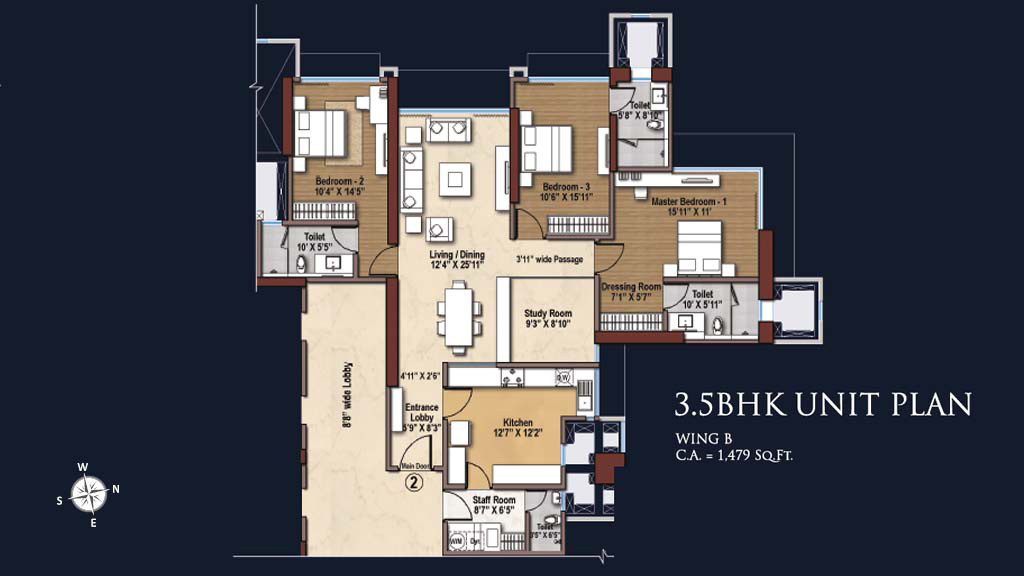 Toilet
5'8" X 8'10"
Bedroom - 2
10'4" X 14'5"
Bedroom - 3
10'6" X 15'11"
Master Bedroom - 1
15'11" X 11'
Toilet
10' X 5'5"
Living / Dining
12'4" X 25'11"
3'11" wide Passage
Dressing Room
7'1" X 5'7"
Toilet
10' X 5'11"
Study Room
9'3" X 8'10"
8'8" wide Lobby
4'11" X 2'6"
D/W
Entrance
Lobby
5'9" X 8'3"
Kitchen
12'7" X 12'2"
Main Door
2
Staff Room
8'7" X 6'5"
Toilet
W/M
Dyr.
3.5BHK UNIT PLAN
WING B
C.A. = 1,479 SQ.FT.
W
S
N
E